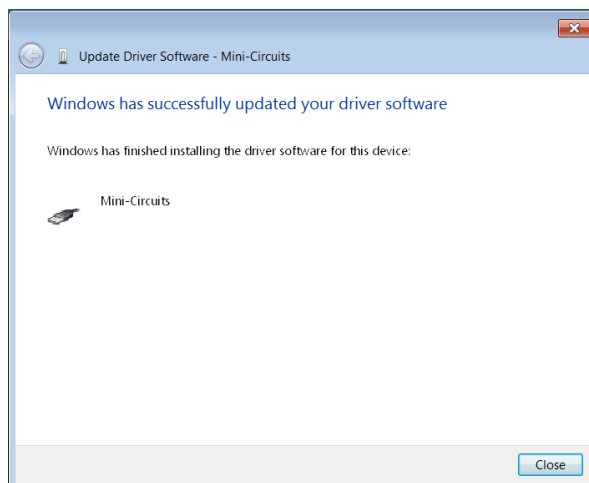 Update Driver Software - Mini-Circuits
Windows has successfully updated your driver software
Windows has finished installing the driver software for this device:
Mini-Circuits
Close